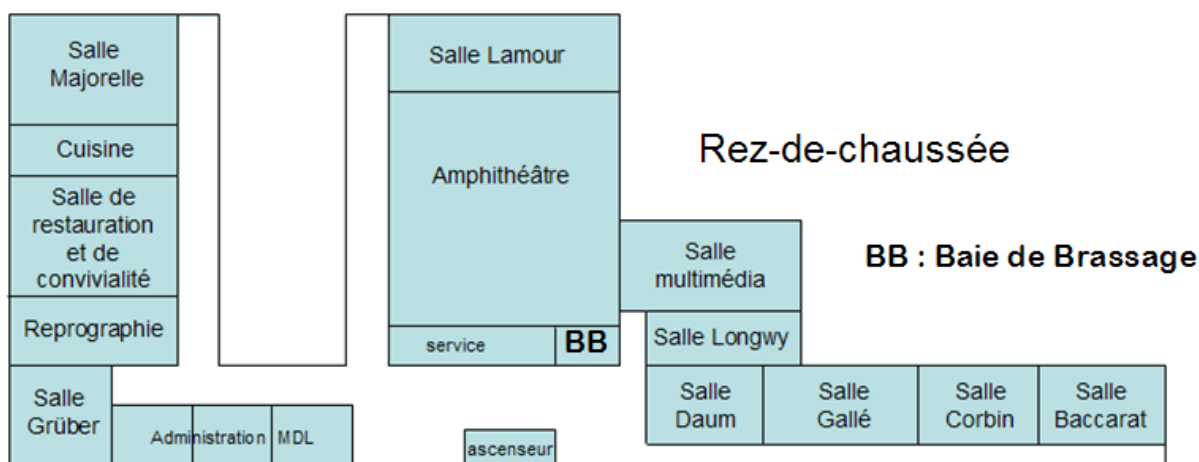 Salle
Majorelle
Cuisine
Salle de
restauration
et de
convivialité
Reprographie
Salle
Grüber
Administration
MDL
Salle Lamour
Amphithéâtre
service
BB
ascenseur
Rez-de-chaussée
BB : Baie de Brassage
Salle
multimédia
Salle Longwy
Salle
Daum
Salle
Gallé
Salle
Corbin
Salle
Baccarat